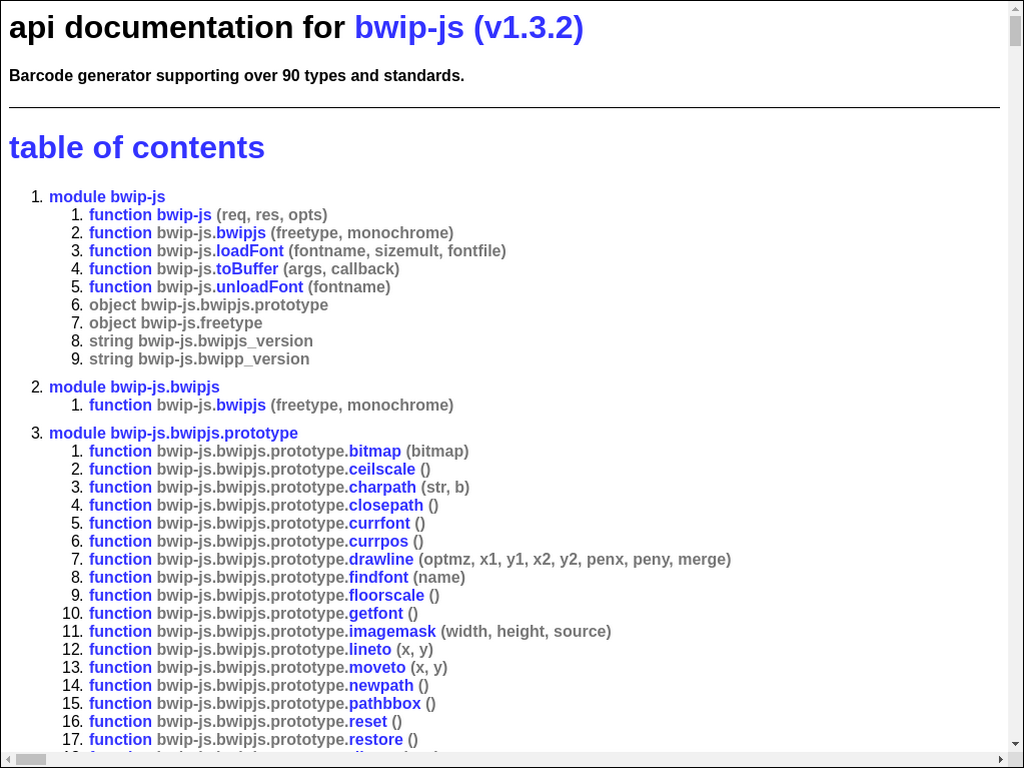 api documentation for bwip-js (v1.3.2)
Barcode generator supporting over 90 types and standards.
table of contents
1. module bwip-js
1. function bwip-js (req, res, opts)
2. function bwip-js.bwipjs (freetype, monochrome)
3. function bwip-js.loadFont (fontname, sizemult, fontfile)
4. function bwip-js.toBuffer (args, callback)
5. function bwip-js.unloadFont (fontname)
6. object bwip-js.bwipjs.prototype
7. object bwip-js.freetype
8. string bwip-js.bwipjs_version
9. string bwip-js.bwipp_version
2. module bwip-js.bwipjs
1. function bwip-js.bwipjs (freetype, monochrome)
3. module bwip-js.bwipjs.prototype
1. function bwip-js.bwipjs.prototype.bitmap (bitmap)
2. function bwip-js.bwipjs.prototype.ceilscale ()
3. function bwip-js.bwipjs.prototype.charpath (str, b)
4. function bwip-js.bwipjs.prototype.closepath ()
5. function bwip-js.bwipjs.prototype.currfont ()
6. function bwip-js.bwipjs.prototype.currpos ()
7. function bwip-js.bwipjs.prototype.drawline (optmz, x1, y1, x2, y2, penx, peny, merge)
8. function bwip-js.bwipjs.prototype.findfont (name)
9. function bwip-js.bwipjs.prototype.floorscale ()
10. function bwip-js.bwipjs.prototype.getfont ()
11. function bwip-js.bwipjs.prototype.imagemask (width, height, source)
12. function bwip-js.bwipjs.prototype.lineto (x, y)
13. function bwip-js.bwipjs.prototype.moveto (x, y)
14. function bwip-js.bwipjs.prototype.newpath ()
15. function bwip-js.bwipjs.prototype.pathbbox ()
16. function bwip-js.bwipjs.prototype.reset ()
17. function bwip-js.bwipjs.prototype.restore ()